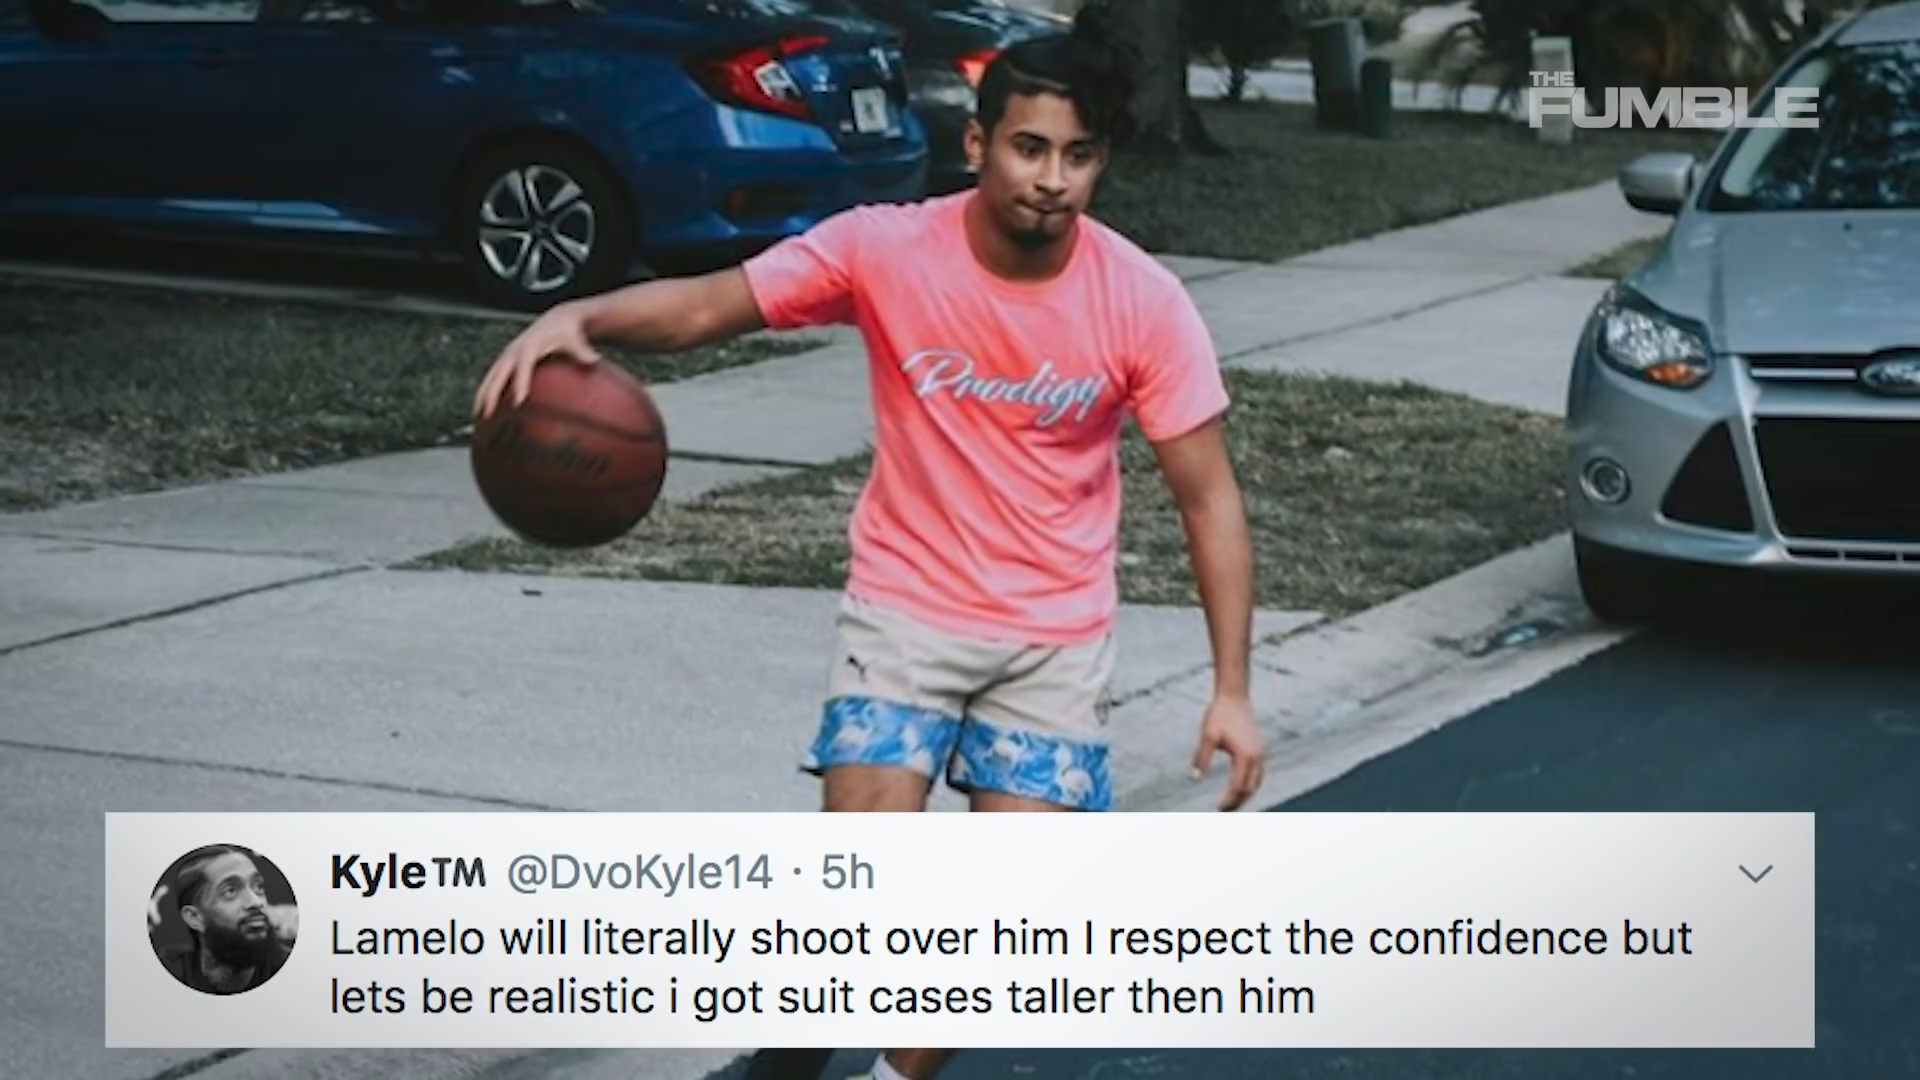 THE
FUMBLE
Prodigy
Kyle™ @DvoKyle14 · 5h
Lamelo will literally shoot over him I respect the confidence but
lets be realistic i got suit cases taller then him